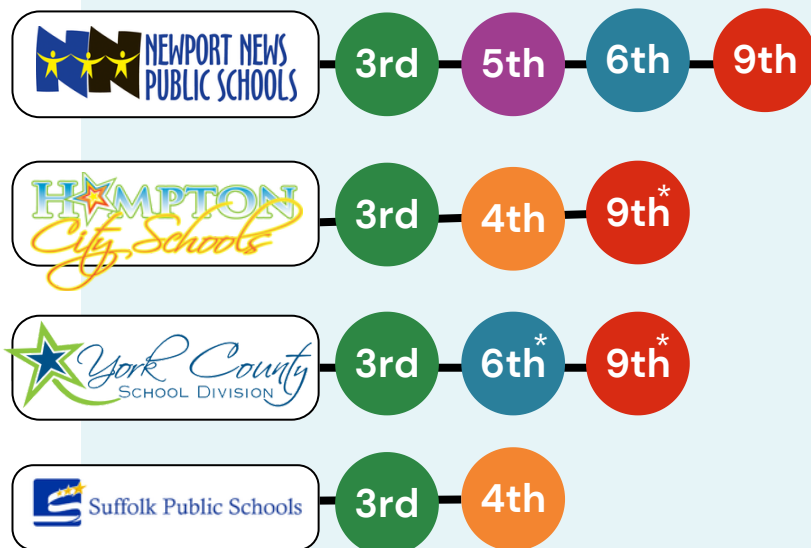 NEWPORT NEWS
PUBLIC SCHOOLS
3rd
5th
6th
9th
HAMPTON
City Schools
3rd
4th
9th*
York County
SCHOOL DIVISION
3rd
6th*
9th*
Suffolk Public Schools
3rd
4th